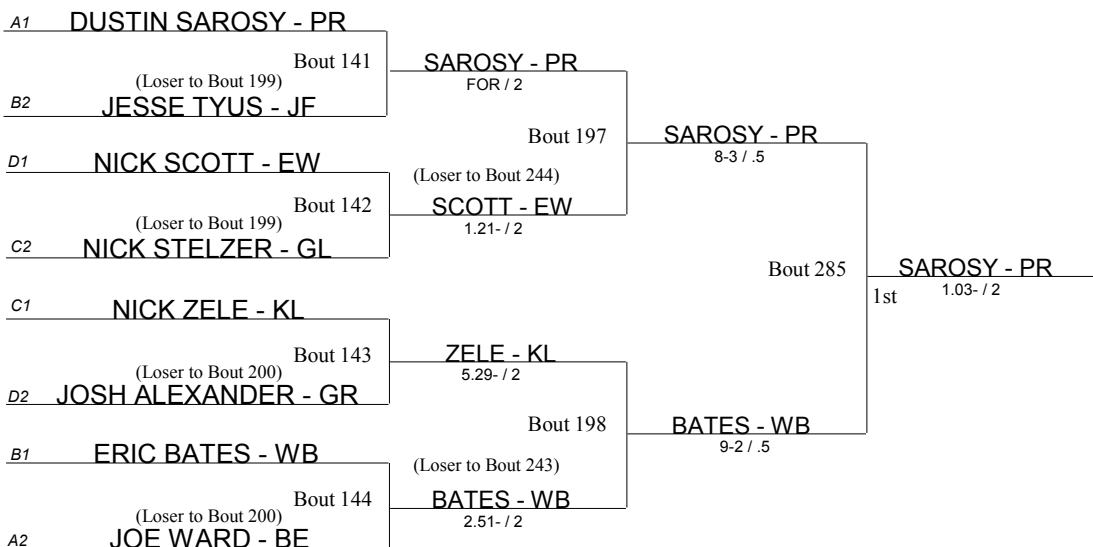 A1 DUSTIN SAROSY - PR
Bout 141
(Loser to Bout 199)
B2 JESSE TYUS - JF
SAROSY - PR
FOR / 2
D1 NICK SCOTT - EW
Bout 142
(Loser to Bout 199)
C2 NICK STELZER - GL
Bout 197
(Loser to Bout 244)
SCOTT - EW
1.21- / 2
SAROSY - PR
8-3 / .5
C1 NICK ZELE - KL
Bout 143
(Loser to Bout 200)
D2 JOSH ALEXANDER - GR
ZELE - KL
5.29- / 2
B1 ERIC BATES - WB
Bout 144
(Loser to Bout 200)
A2 JOE WARD - BE
Bout 198
(Loser to Bout 243)
BATES - WB
2.51- / 2
BATES - WB
9-2 / .5
Bout 285
SAROSY - PR
1st 1.03- / 2